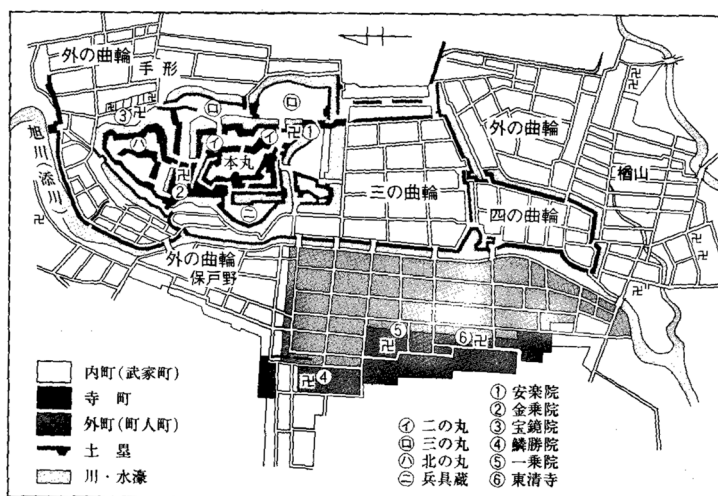 外の曲輪
手形
ロ
ロ
③
ハ
イ
イ
①
本丸
②
ニ
旭川(添川)
三の曲輪
外の曲輪
四の曲輪
楢山
外の曲輪
保戸野
⑤
⑥
④
内町(武家町)
寺町
外町(町人町)
土塁
川・水濠
イ 二の丸
ロ 三の丸
ハ 北の丸
ニ 兵具蔵
① 安楽院
② 金乗院
③ 宝鏡院
④ 鱗勝院
⑤ 一乗院
⑥ 東清寺